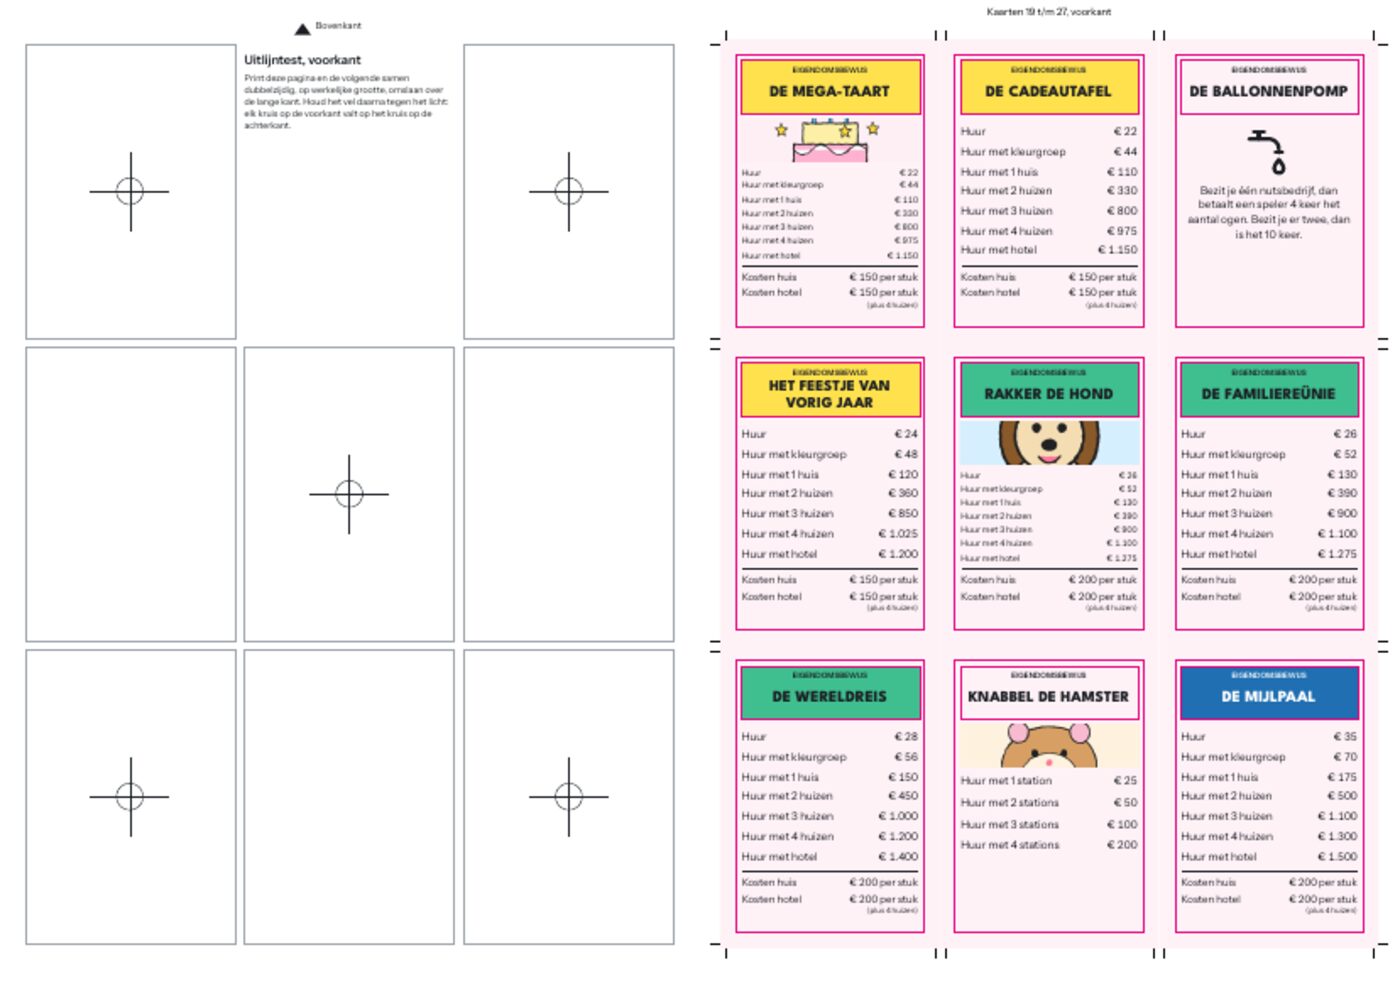 Bovenkant
Uitlijntest, voorkant
Print deze pagina en de volgende samen
dubbelzijdig, op werkelijke grootte, omslaan over
de lange kant. Houd het vel daarna tegen het licht:
elk kruis op de voorkant valt op het kruis op de
achterkant.
Kaarten 19 t/m 27, voorkant
EIGENDOMSBEWIJS
DE MEGA-TAART
Huur € 22
Huur met kleurgroep € 44
Huur met 1 huis € 110
Huur met 2 huizen € 330
Huur met 3 huizen € 800
Huur met 4 huizen € 975
Huur met hotel € 1.150
Kosten huis € 150 per stuk
Kosten hotel € 150 per stuk
(plus 4 huizen)
EIGENDOMSBEWIJS
DE CADEAUTAFEL
Huur € 22
Huur met kleurgroep € 44
Huur met 1 huis € 110
Huur met 2 huizen € 330
Huur met 3 huizen € 800
Huur met 4 huizen € 975
Huur met hotel € 1.150
Kosten huis € 150 per stuk
Kosten hotel € 150 per stuk
(plus 4 huizen)
EIGENDOMSBEWIJS
DE BALLONNENPOMP
Bezit je één nutsbedrijf, dan
betaalt een speler 4 keer het
aantal ogen. Bezit je er twee, dan
is het 10 keer.
EIGENDOMSBEWIJS
HET FEESTJE VAN
VORIG JAAR
Huur € 24
Huur met kleurgroep € 48
Huur met 1 huis € 120
Huur met 2 huizen € 360
Huur met 3 huizen € 850
Huur met 4 huizen € 1.025
Huur met hotel € 1.200
Kosten huis € 150 per stuk
Kosten hotel € 150 per stuk
(plus 4 huizen)
EIGENDOMSBEWIJS
RAKKER DE HOND
Huur € 26
Huur met kleurgroep € 52
Huur met 1 huis € 130
Huur met 2 huizen € 390
Huur met 3 huizen € 900
Huur met 4 huizen € 1.100
Huur met hotel € 1.275
Kosten huis € 200 per stuk
Kosten hotel € 200 per stuk
(plus 4 huizen)
EIGENDOMSBEWIJS
DE FAMILIEREÜNIE
Huur € 26
Huur met kleurgroep € 52
Huur met 1 huis € 130
Huur met 2 huizen € 390
Huur met 3 huizen € 900
Huur met 4 huizen € 1.100
Huur met hotel € 1.275
Kosten huis € 200 per stuk
Kosten hotel € 200 per stuk
(plus 4 huizen)
EIGENDOMSBEWIJS
DE WERELDREIS
Huur € 28
Huur met kleurgroep € 56
Huur met 1 huis € 150
Huur met 2 huizen € 450
Huur met 3 huizen € 1.000
Huur met 4 huizen € 1.200
Huur met hotel € 1.400
Kosten huis € 200 per stuk
Kosten hotel € 200 per stuk
(plus 4 huizen)
EIGENDOMSBEWIJS
KNABBEL DE HAMSTER
Huur met 1 station € 25
Huur met 2 stations € 50
Huur met 3 stations € 100
Huur met 4 stations € 200
EIGENDOMSBEWIJS
DE MIJLPAAL
Huur € 35
Huur met kleurgroep € 70
Huur met 1 huis € 175
Huur met 2 huizen € 500
Huur met 3 huizen € 1.100
Huur met 4 huizen € 1.300
Huur met hotel € 1.500
Kosten huis € 200 per stuk
Kosten hotel € 200 per stuk
(plus 4 huizen)